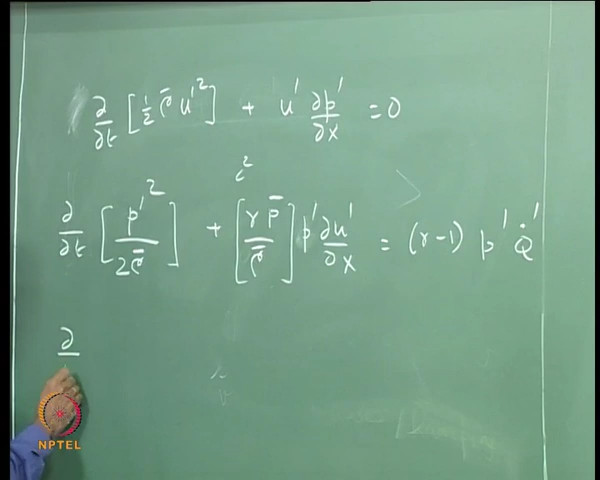 ∂/∂t [½ ρ̄ u'²] + u' ∂p'/∂x = 0
c²
∂/∂t [p'²/2ρ̄] + [γp̄/ρ̄] p' ∂u'/∂x = (γ-1) p' Q̇'
∂
NPTEL